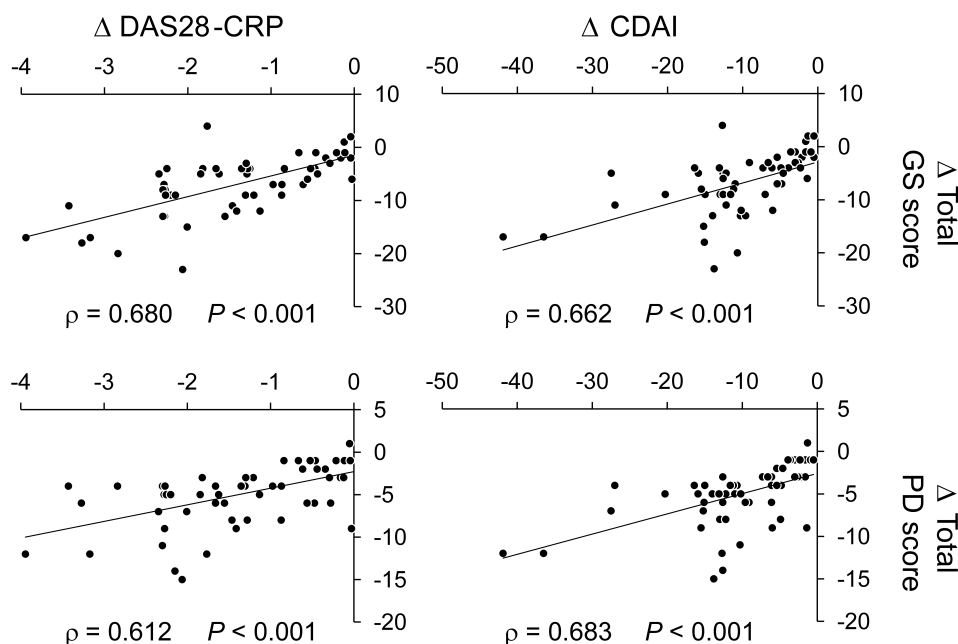 Δ DAS28-CRP
Δ CDAI
-4 -3 -2 -1 0
-50 -40 -30 -20 -10 0
10
0
-10
-20
-30
10
0
-10
-20
-30
Δ Total
GS score
ρ = 0.680 P < 0.001
ρ = 0.662 P < 0.001
-4 -3 -2 -1 0
-50 -40 -30 -20 -10 0
5
0
-5
-10
-15
-20
5
0
-5
-10
-15
-20
Δ Total
PD score
ρ = 0.612 P < 0.001
ρ = 0.683 P < 0.001